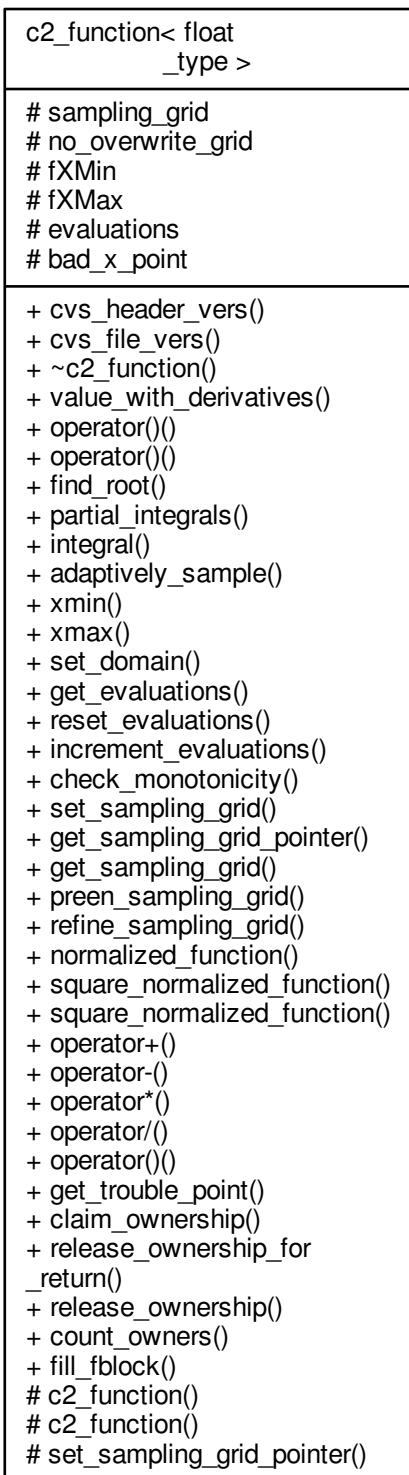 c2_function< float
_type >
# sampling_grid
# no_overwrite_grid
# fXMin
# fXMax
# evaluations
# bad_x_point
+ cvs_header_vers()
+ cvs_file_vers()
+ ~c2_function()
+ value_with_derivatives()
+ operator()()
+ operator()()
+ find_root()
+ partial_integrals()
+ integral()
+ adaptively_sample()
+ xmin()
+ xmax()
+ set_domain()
+ get_evaluations()
+ reset_evaluations()
+ increment_evaluations()
+ check_monotonicity()
+ set_sampling_grid()
+ get_sampling_grid_pointer()
+ get_sampling_grid()
+ preen_sampling_grid()
+ refine_sampling_grid()
+ normalized_function()
+ square_normalized_function()
+ square_normalized_function()
+ operator+()
+ operator-()
+ operator*()
+ operator/()
+ operator()()
+ get_trouble_point()
+ claim_ownership()
+ release_ownership_for
_return()
+ release_ownership()
+ count_owners()
+ fill_fblock()
# c2_function()
# c2_function()
# set_sampling_grid_pointer()